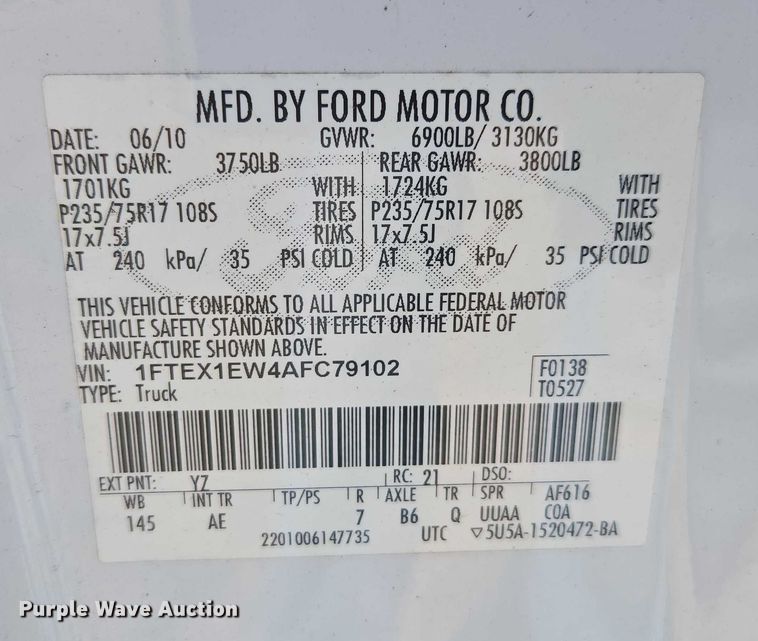 MFD. BY FORD MOTOR CO.
DATE: 06/10 GVWR: 6900LB/ 3130KG
FRONT GAWR: 3750LB REAR GAWR: 3800LB
1701KG WITH 1724KG WITH
P235/75R17 108S TIRES P235/75R17 108S TIRES
17x7.5J RIMS 17x7.5J RIMS
AT 240 kPa/ 35 PSI COLD AT 240 kPa/ 35 PSI COLD
THIS VEHICLE CONFORMS TO ALL APPLICABLE FEDERAL MOTOR
VEHICLE SAFETY STANDARDS IN EFFECT ON THE DATE OF
MANUFACTURE SHOWN ABOVE.
VIN: 1FTEX1EW4AFC79102 F0138
TYPE: Truck T0527
EXT PNT: YZ RC: 21 DSO:
WB INT TR TP/PS R AXLE TR SPR AF616
145 AE 7 B6 Q UUAA COA
2201006147735 UTC ▽5U5A-1520472-BA
Purple Wave Auction